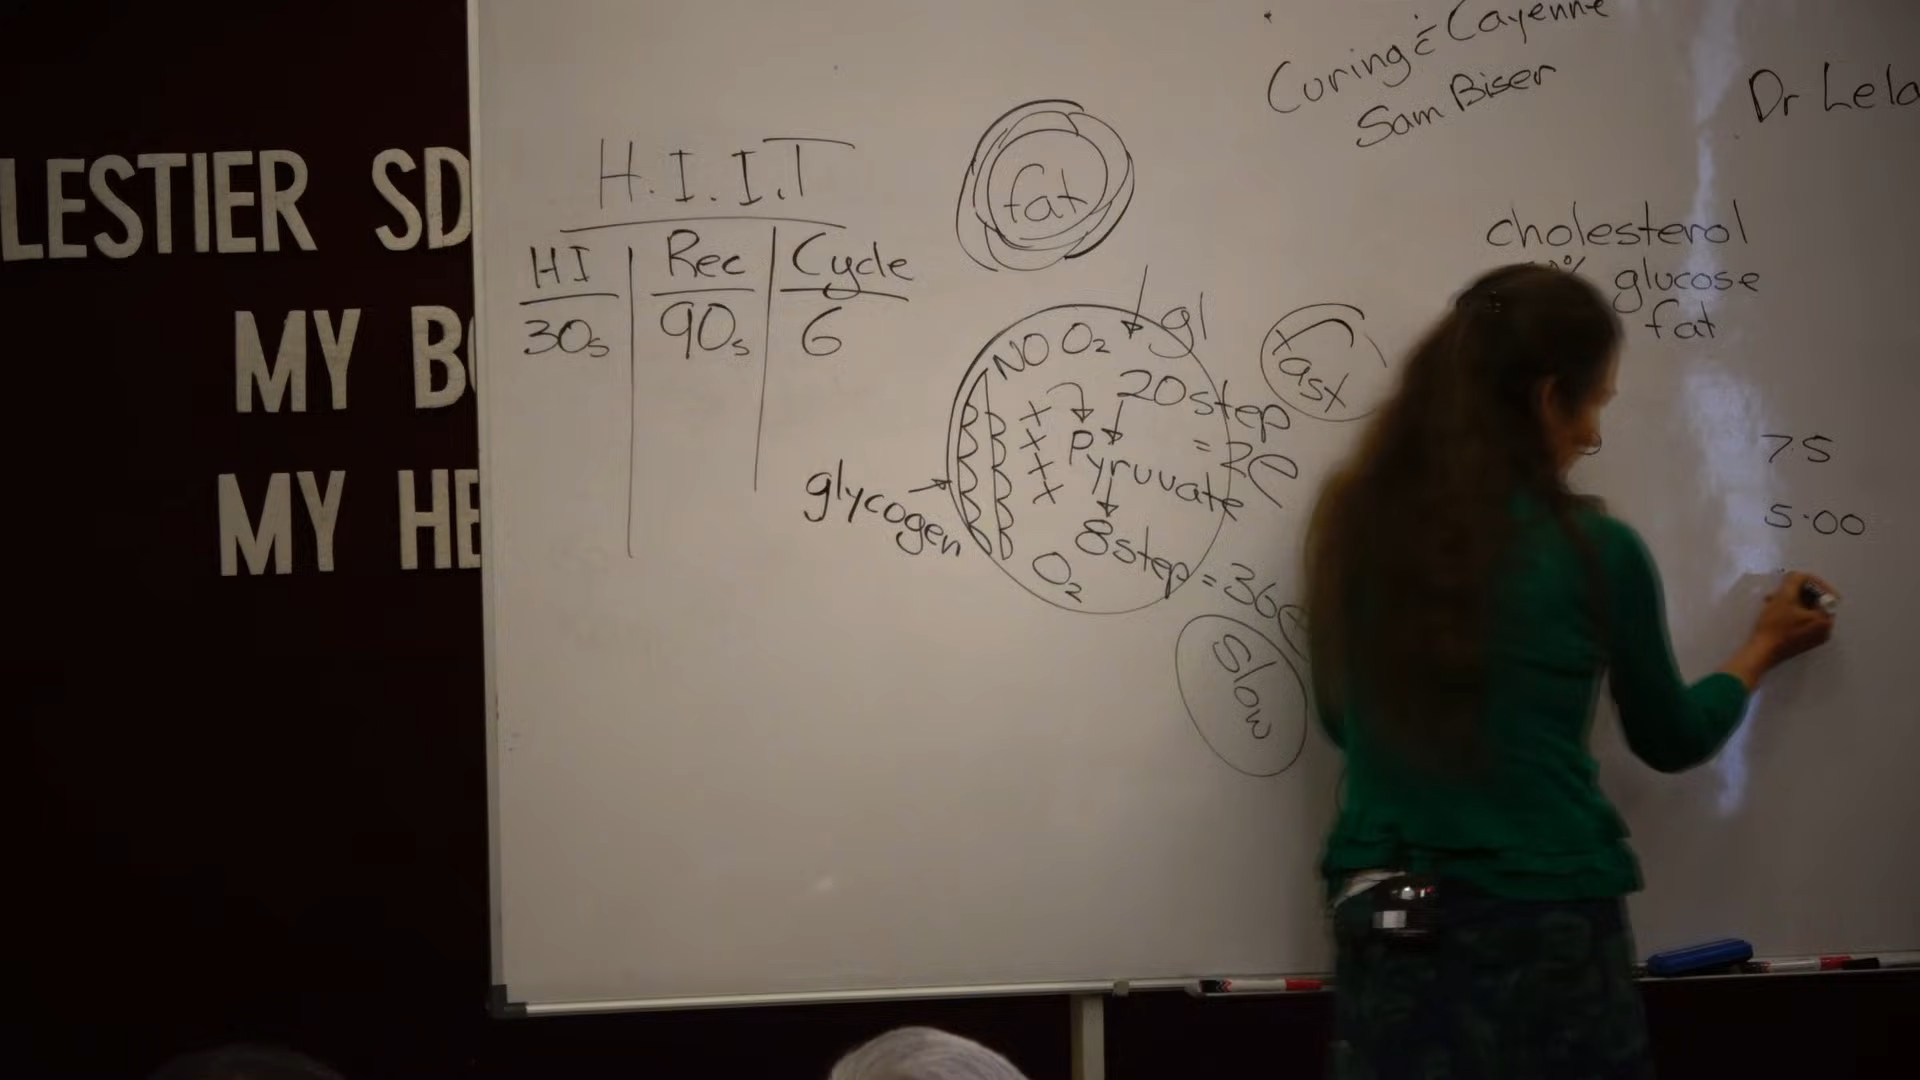 LESTIER SD
MY B
MY HE
H.I.I.T
HI Rec Cycle
30s 90s 6
fat
NO O₂ gl
20step
= 2e
Pyruvate
8step = 36e
O₂
glycogen
fast
Slow
Curing c̄ Cayenne
Sam Biser
Dr Lela
cholesterol
glucose
fat
7.5
5.00